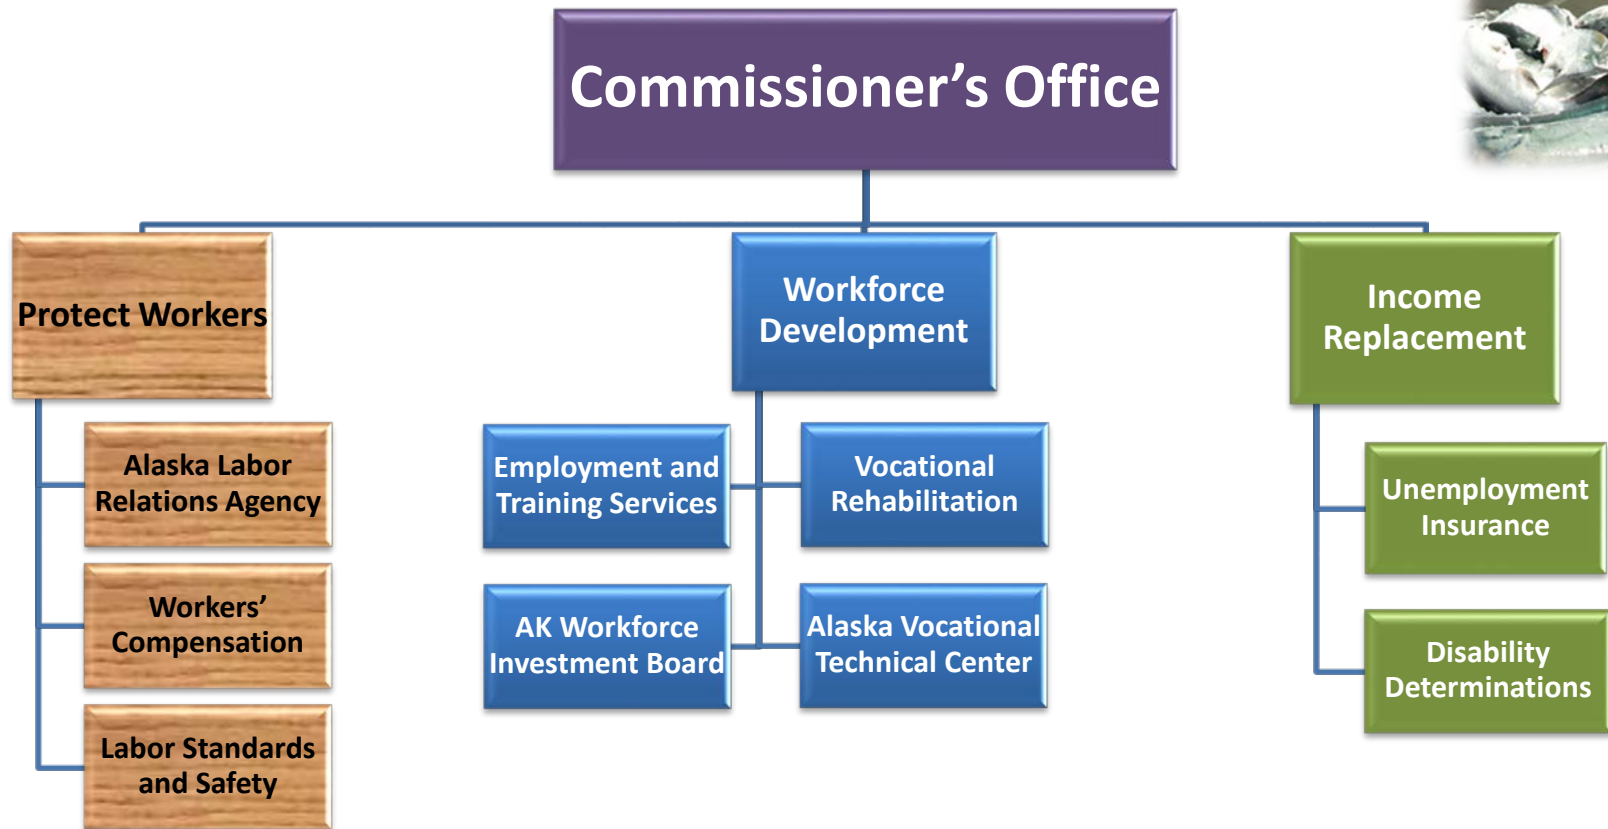 Commissioner’s Office
Protect Workers
Alaska Labor
Relations Agency
Workers’
Compensation
Labor Standards
and Safety
Workforce
Development
Employment and
Training Services
Vocational
Rehabilitation
AK Workforce
Investment Board
Alaska Vocational
Technical Center
Income
Replacement
Unemployment
Insurance
Disability
Determinations